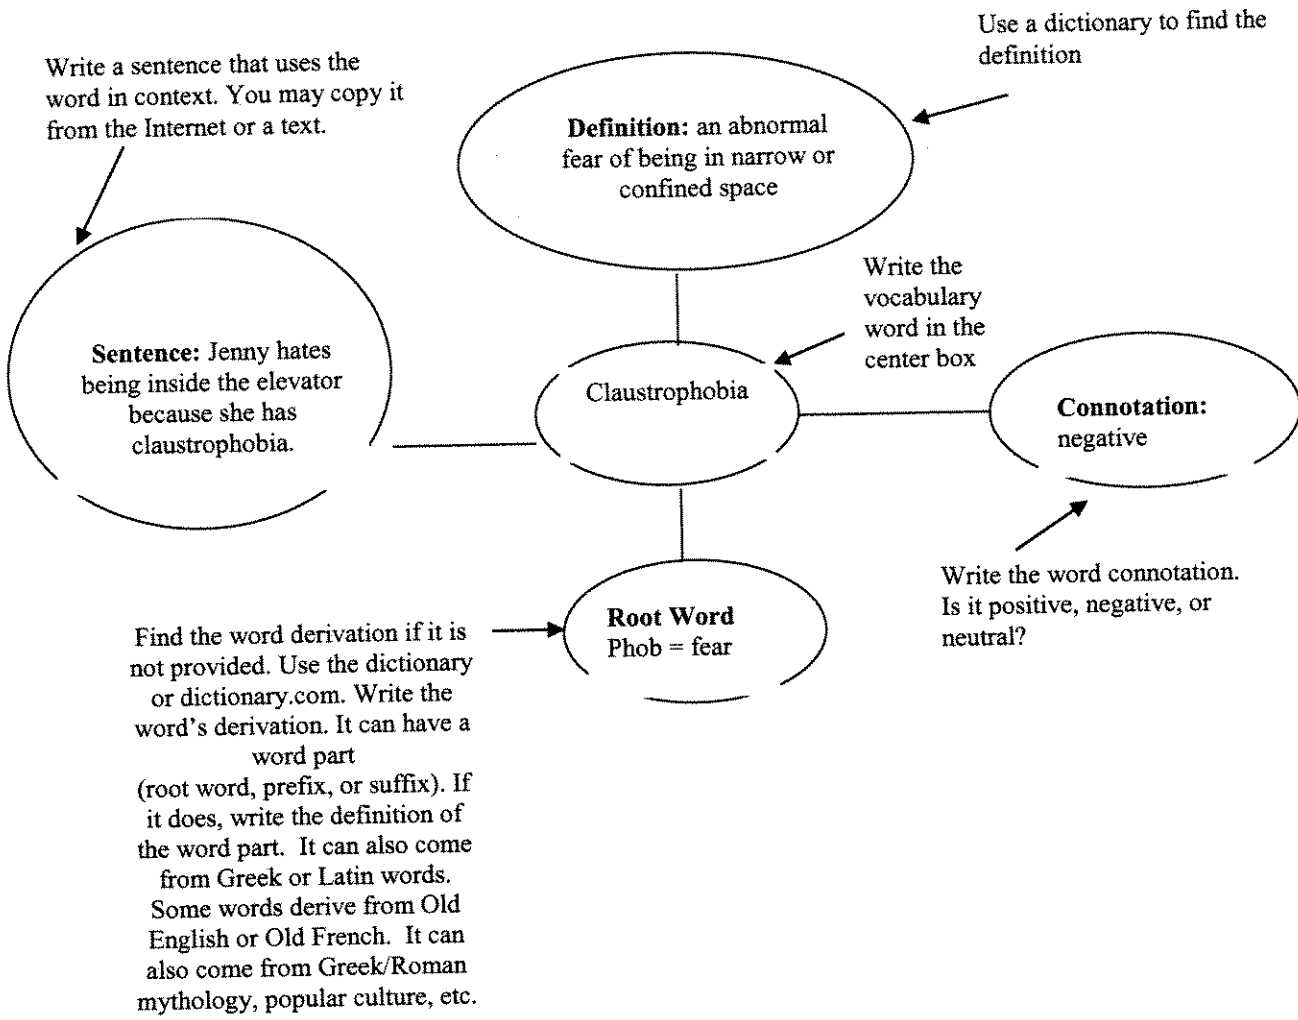 Use a dictionary to find the
definition
Write a sentence that uses the
word in context. You may copy it
from the Internet or a text.
Definition: an abnormal
fear of being in narrow or
confined space
Write the
vocabulary
word in the
center box
Sentence: Jenny hates
being inside the elevator
because she has
claustrophobia.
Claustrophobia
Connotation:
negative
Write the word connotation.
Is it positive, negative, or
neutral?
Root Word
Phob = fear
Find the word derivation if it is
not provided. Use the dictionary
or dictionary.com. Write the
word's derivation. It can have a
word part
(root word, prefix, or suffix). If
it does, write the definition of
the word part. It can also come
from Greek or Latin words.
Some words derive from Old
English or Old French. It can
also come from Greek/Roman
mythology, popular culture, etc.